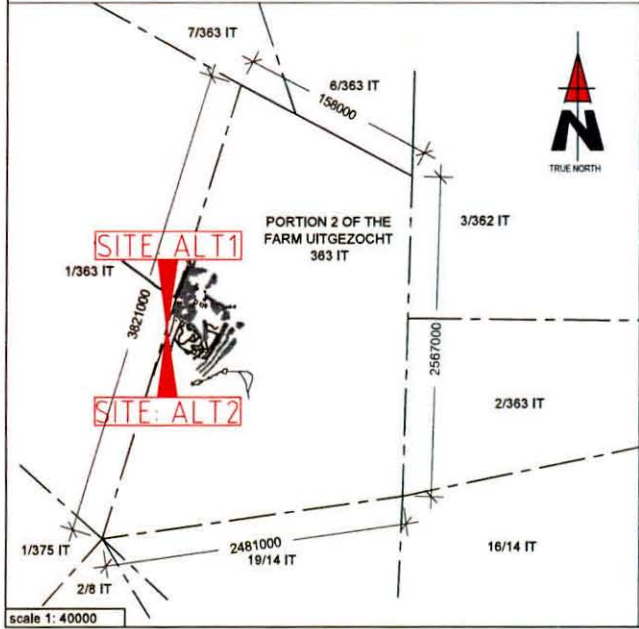 7/363 IT
6/363 IT
158000
TRUE NORTH
N
PORTION 2 OF THE
FARM UITGEZOCHT
363 IT
3/362 IT
SITE: ALT1
1/363 IT
3821000
2567000
SITE: ALT2
2/363 IT
2481000
19/14 IT
1/375 IT
16/14 IT
2/8 IT
scale 1: 40000